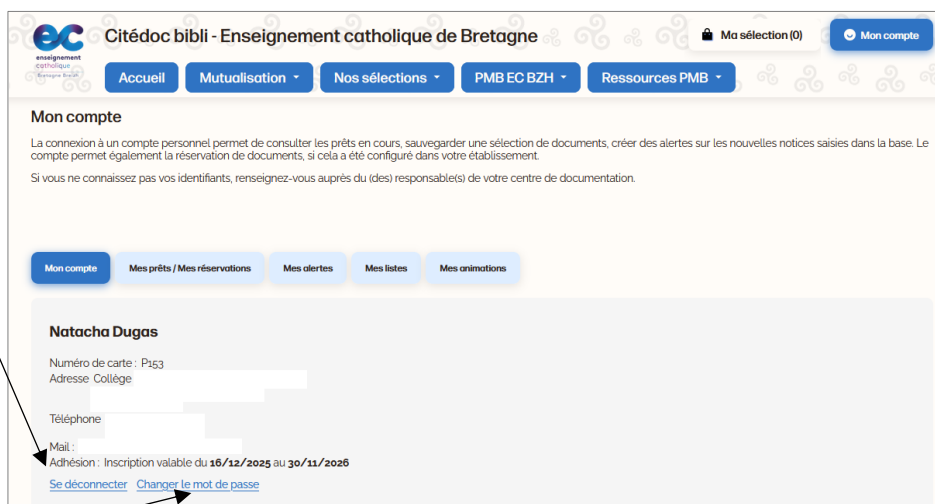 enseignement
catholique
Bretagne Breizh
Citédoc bibli - Enseignement catholique de Bretagne
Ma sélection (0)
Mon compte
Accueil
Mutualisation
Nos sélections
PMB EC BZH
Ressources PMB
Mon compte
La connexion à un compte personnel permet de consulter les prêts en cours, sauvegarder une sélection de documents, créer des alertes sur les nouvelles notices saisies dans la base. Le
compte permet également la réservation de documents, si cela a été configuré dans votre établissement.
Si vous ne connaissez pas vos identifiants, renseignez-vous auprès du (des) responsable(s) de votre centre de documentation.
Mon compte
Mes prêts / Mes réservations
Mes alertes
Mes listes
Mes animations
Natacha Dugas
Numéro de carte : P153
Adresse Collège
Téléphone
Mail :
Adhésion : Inscription valable du 16/12/2025 au 30/11/2026
Se déconnecter Changer le mot de passe